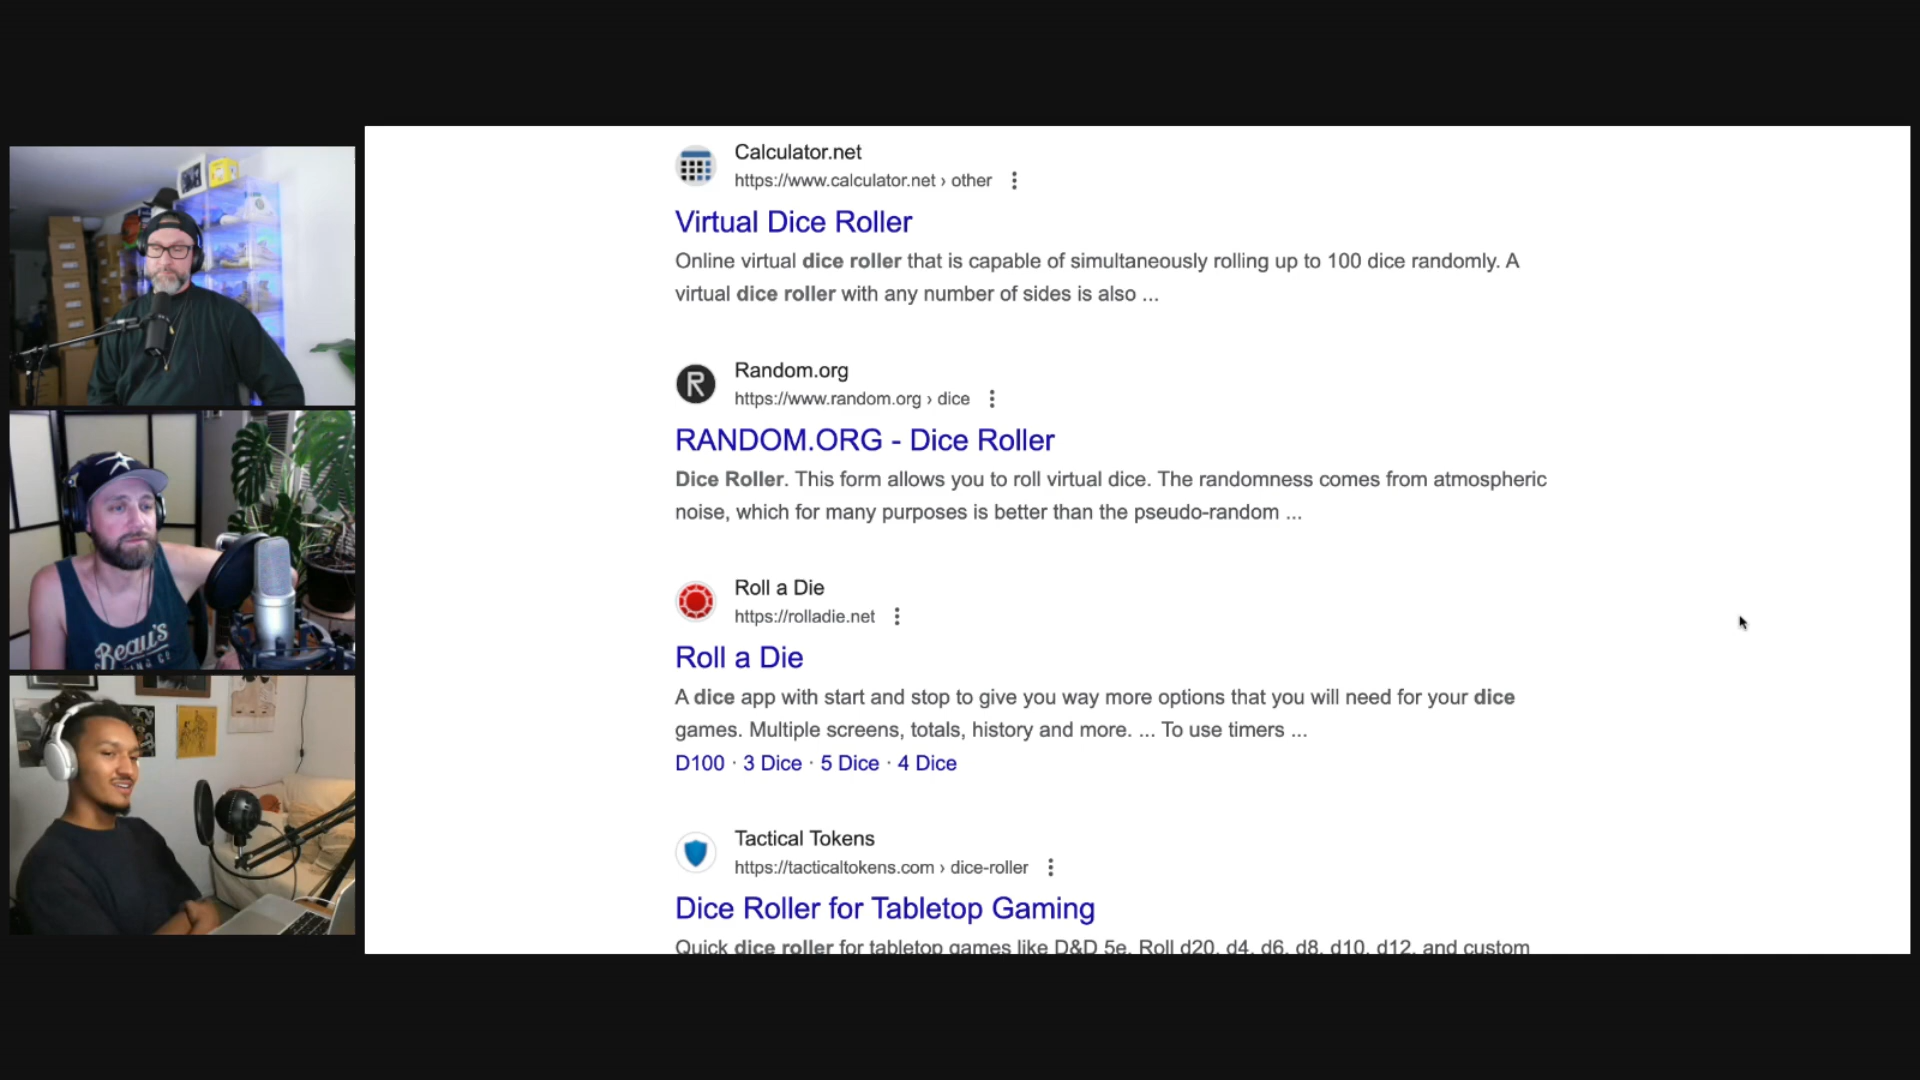 Calculator.net
https://www.calculator.net › other
Virtual Dice Roller
Online virtual dice roller that is capable of simultaneously rolling up to 100 dice randomly. A
virtual dice roller with any number of sides is also ...
R
Random.org
https://www.random.org › dice
RANDOM.ORG - Dice Roller
Dice Roller. This form allows you to roll virtual dice. The randomness comes from atmospheric
noise, which for many purposes is better than the pseudo-random ...
Roll a Die
https://rolladie.net
Roll a Die
A dice app with start and stop to give you way more options that you will need for your dice
games. Multiple screens, totals, history and more. ... To use timers ...
D100 · 3 Dice · 5 Dice · 4 Dice
Tactical Tokens
https://tacticaltokens.com › dice-roller
Dice Roller for Tabletop Gaming
Quick dice roller for tabletop games like D&D 5e. Roll d20, d4, d6, d8, d10, d12, and custom
Beau's